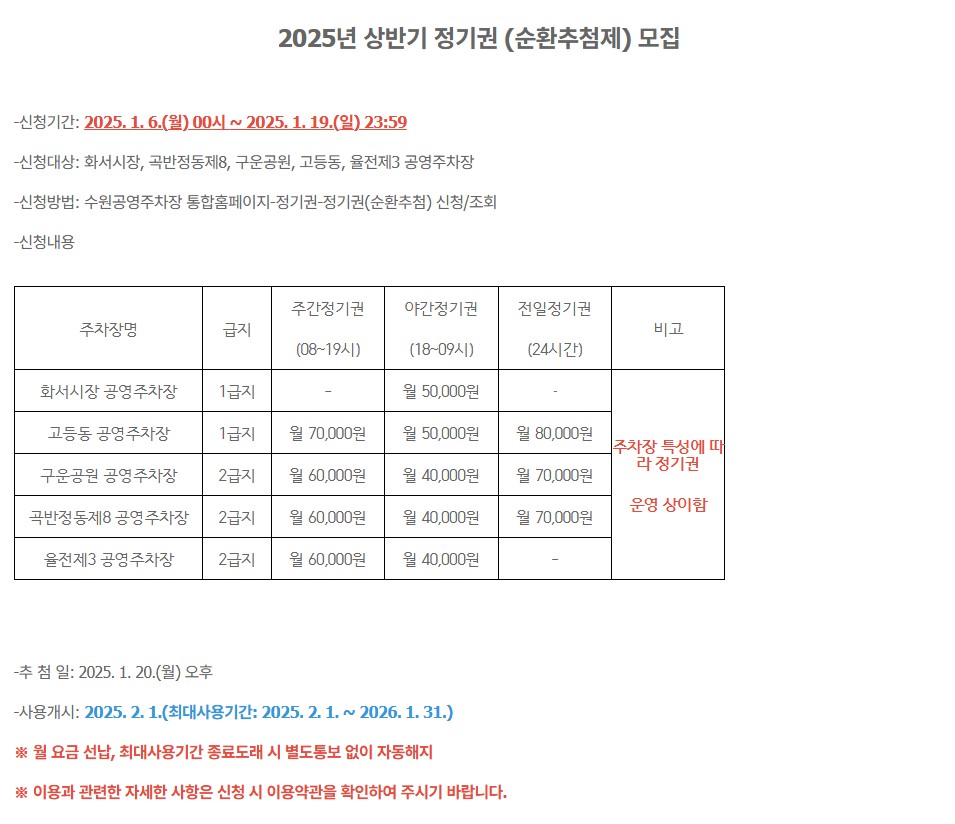 2025년 상반기 정기권 (순환추첨제) 모집
-신청기간: 2025. 1. 6.(월) 00시 ~ 2025. 1. 19.(일) 23:59
-신청대상: 화서시장, 곡반정동제8, 구운공원, 고등동, 율전제3 공영주차장
-신청방법: 수원공영주차장 통합홈페이지-정기권-정기권(순환추첨) 신청/조회
-신청내용
주차장명 급지 주간정기권 (08~19시) 야간정기권 (18~09시) 전일정기권 (24시간) 비고
화서시장 공영주차장 1급지 - 월 50,000원 -
고등동 공영주차장 1급지 월 70,000원 월 50,000원 월 80,000원
구운공원 공영주차장 2급지 월 60,000원 월 40,000원 월 70,000원
곡반정동제8 공영주차장 2급지 월 60,000원 월 40,000원 월 70,000원
율전제3 공영주차장 2급지 월 60,000원 월 40,000원 -
주차장 특성에 따
라 정기권
운영 상이함
-추 첨 일: 2025. 1. 20.(월) 오후
-사용개시: 2025. 2. 1.(최대사용기간: 2025. 2. 1. ~ 2026. 1. 31.)
※ 월 요금 선납, 최대사용기간 종료도래 시 별도통보 없이 자동해지
※ 이용과 관련한 자세한 사항은 신청 시 이용약관을 확인하여 주시기 바랍니다.